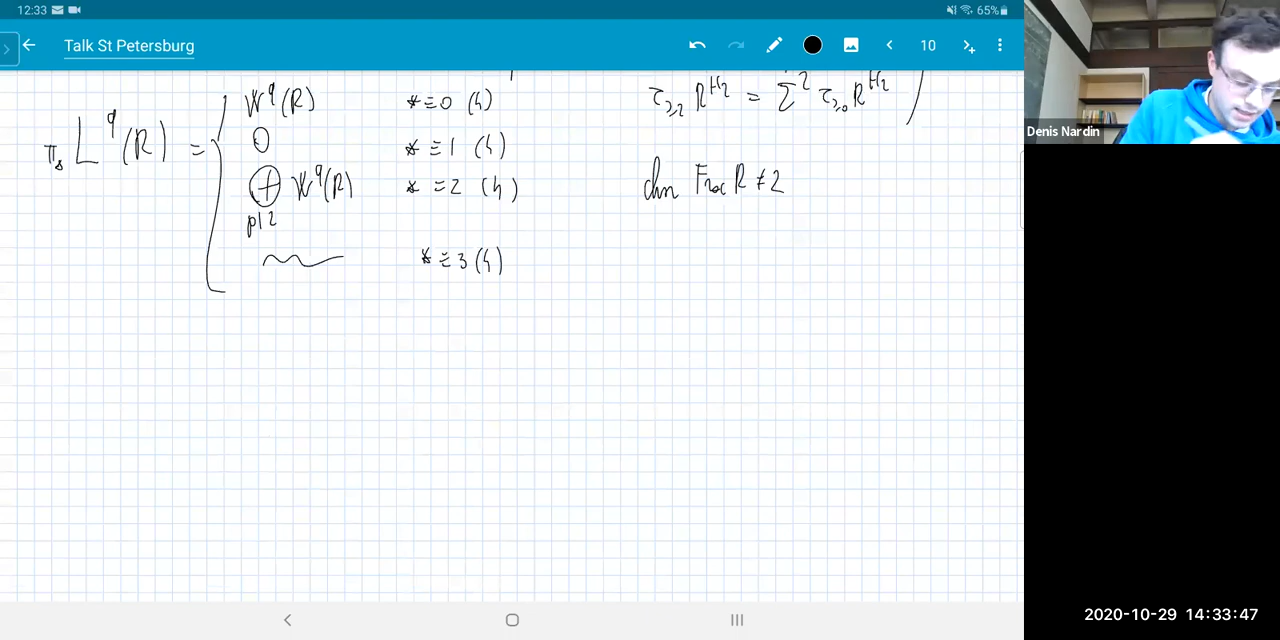 12:33 65%
Talk St Petersburg
10
π_* L^q(R) =
W^q(R) * ≡ 0 (4)
0 * ≡ 1 (4)
⊕ W^q(R) * ≡ 2 (4)
p|2
* ≡ 3 (4)
τ≥2 R^{tC2} = Σ^2 τ≥0 R^{tC2} )
Frac R ≠ 2
Denis Nardin
2020-10-29 14:33:47